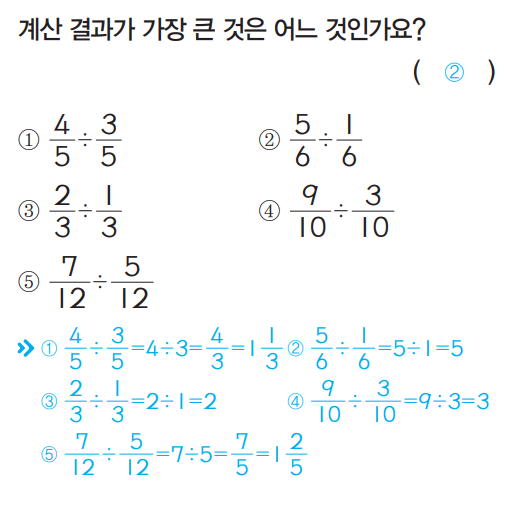 계산 결과가 가장 큰 것은 어느 것인가요?
( ② )
① 4/5÷3/5 ② 5/6÷1/6
③ 2/3÷1/3 ④ 9/10÷3/10
⑤ 7/12÷5/12
» ① 4/5÷3/5=4÷3=4/3=1 1/3 ② 5/6÷1/6=5÷1=5
③ 2/3÷1/3=2÷1=2 ④ 9/10÷3/10=9÷3=3
⑤ 7/12÷5/12=7÷5=7/5=1 2/5